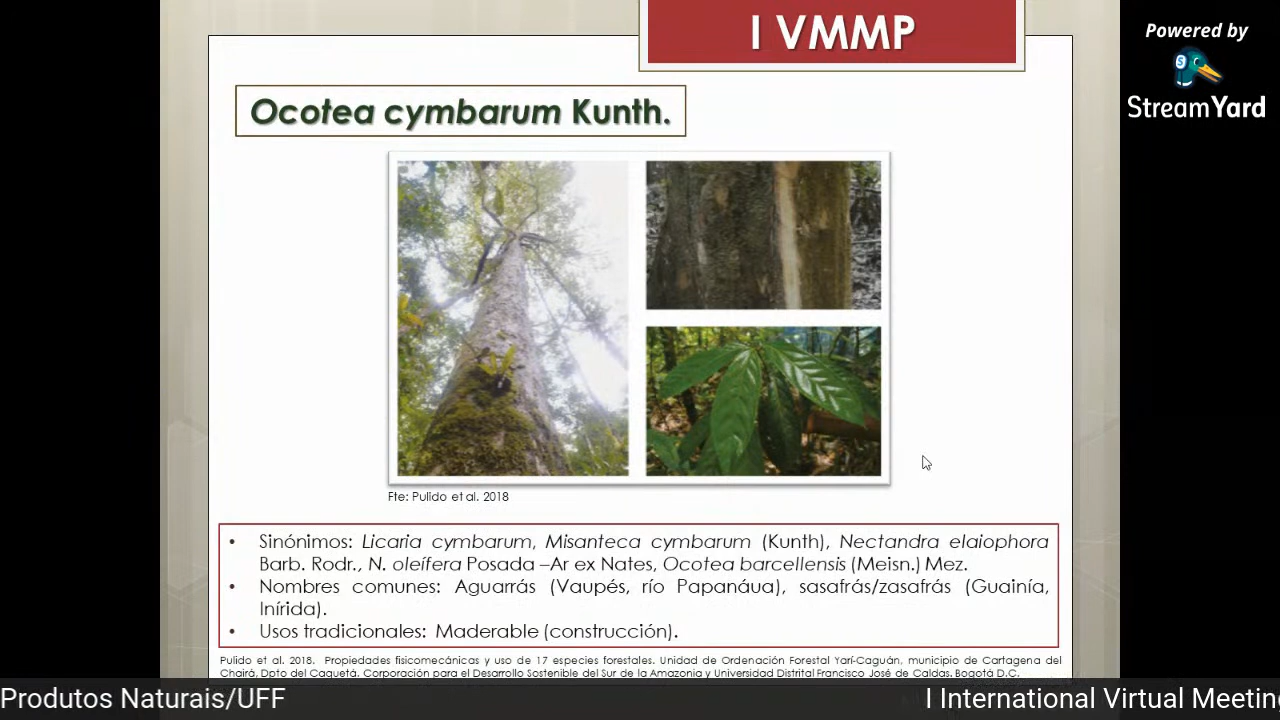 I VMMP
Powered by
StreamYard
Ocotea cymbarum Kunth.
Fte: Pulido et al. 2018
• Sinónimos: Licaria cymbarum, Misanteca cymbarum (Kunth), Nectandra elaiophora
Barb. Rodr., N. oleífera Posada –Ar ex Nates, Ocotea barcellensis (Meisn.) Mez.
• Nombres comunes: Aguarrás (Vaupés, río Papanáua), sasafrás/zasafrás (Guainía,
Inírida).
• Usos tradicionales: Maderable (construcción).
Pulido et al. 2018. Propiedades fisicomecánicas y uso de 17 especies forestales. Unidad de Ordenación Forestal Yarí-Caguán, municipio de Cartagena del
Chairá, Dpto del Caquetá. Corporación para el Desarrollo Sostenible del Sur de la Amazonia y Universidad Distrital Francisco José de Caldas. Bogotá D.C.
Produtos Naturais/UFF
I International Virtual Meetin